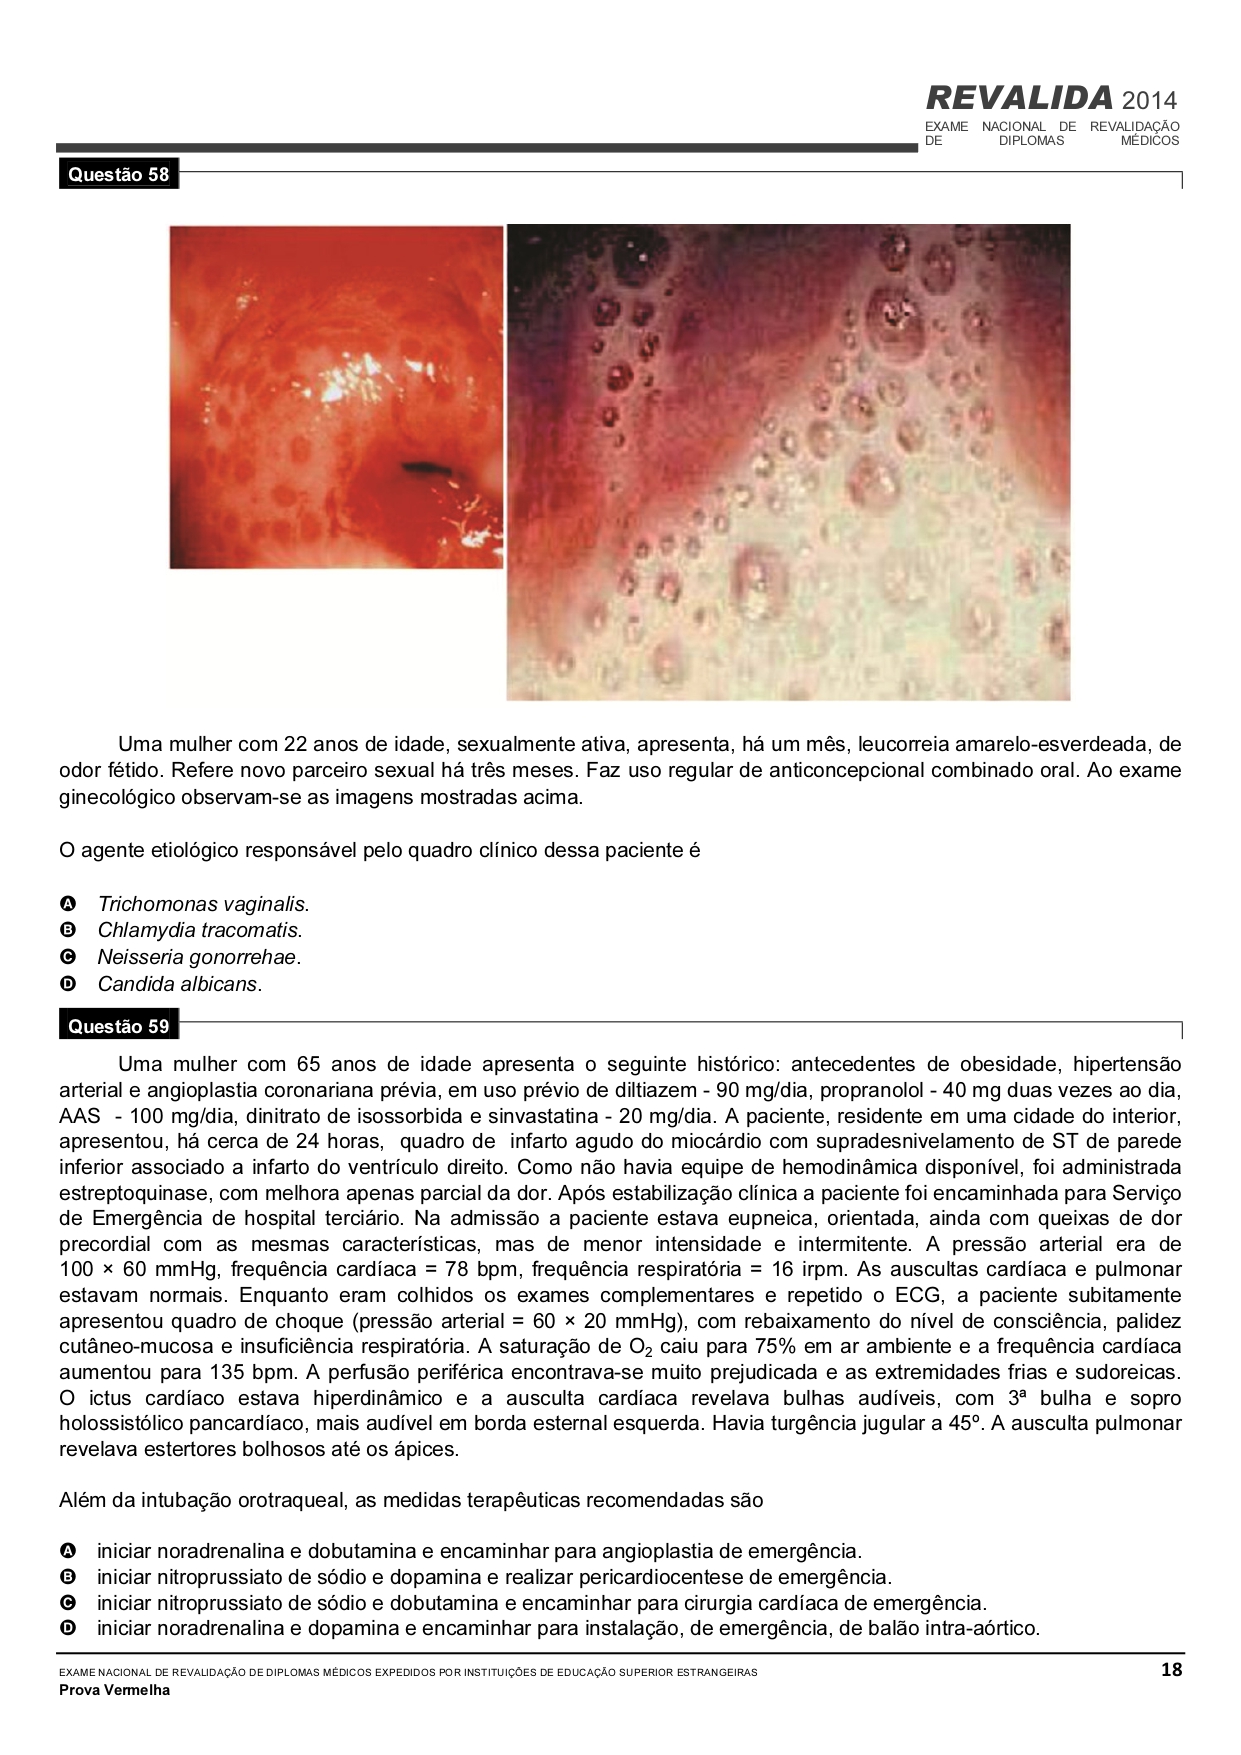 REVALIDA 2014
EXAME NACIONAL DE REVALIDAÇÃO
DE DIPLOMAS MÉDICOS
Questão 58
Uma mulher com 22 anos de idade, sexualmente ativa, apresenta, há um mês, leucorreia amarelo-esverdeada, de
odor fétido. Refere novo parceiro sexual há três meses. Faz uso regular de anticoncepcional combinado oral. Ao exame
ginecológico observam-se as imagens mostradas acima.
O agente etiológico responsável pelo quadro clínico dessa paciente é
A Trichomonas vaginalis.
B Chlamydia tracomatis.
C Neisseria gonorrehae.
D Candida albicans.
Questão 59
Uma mulher com 65 anos de idade apresenta o seguinte histórico: antecedentes de obesidade, hipertensão
arterial e angioplastia coronariana prévia, em uso prévio de diltiazem - 90 mg/dia, propranolol - 40 mg duas vezes ao dia,
AAS - 100 mg/dia, dinitrato de isossorbida e sinvastatina - 20 mg/dia. A paciente, residente em uma cidade do interior,
apresentou, há cerca de 24 horas, quadro de infarto agudo do miocárdio com supradesnivelamento de ST de parede
inferior associado a infarto do ventrículo direito. Como não havia equipe de hemodinâmica disponível, foi administrada
estreptoquinase, com melhora apenas parcial da dor. Após estabilização clínica a paciente foi encaminhada para Serviço
de Emergência de hospital terciário. Na admissão a paciente estava eupneica, orientada, ainda com queixas de dor
precordial com as mesmas características, mas de menor intensidade e intermitente. A pressão arterial era de
100 × 60 mmHg, frequência cardíaca = 78 bpm, frequência respiratória = 16 irpm. As auscultas cardíaca e pulmonar
estavam normais. Enquanto eram colhidos os exames complementares e repetido o ECG, a paciente subitamente
apresentou quadro de choque (pressão arterial = 60 × 20 mmHg), com rebaixamento do nível de consciência, palidez
cutâneo-mucosa e insuficiência respiratória. A saturação de O2 caiu para 75% em ar ambiente e a frequência cardíaca
aumentou para 135 bpm. A perfusão periférica encontrava-se muito prejudicada e as extremidades frias e sudoreicas.
O ictus cardíaco estava hiperdinâmico e a ausculta cardíaca revelava bulhas audíveis, com 3ª bulha e sopro
holossistólico pancardíaco, mais audível em borda esternal esquerda. Havia turgência jugular a 45º. A ausculta pulmonar
revelava estertores bolhosos até os ápices.
Além da intubação orotraqueal, as medidas terapêuticas recomendadas são
A iniciar noradrenalina e dobutamina e encaminhar para angioplastia de emergência.
B iniciar nitroprussiato de sódio e dopamina e realizar pericardiocentese de emergência.
C iniciar nitroprussiato de sódio e dobutamina e encaminhar para cirurgia cardíaca de emergência.
D iniciar noradrenalina e dopamina e encaminhar para instalação, de emergência, de balão intra-aórtico.
EXAME NACIONAL DE REVALIDAÇÃO DE DIPLOMAS MÉDICOS EXPEDIDOS POR INSTITUIÇÕES DE EDUCAÇÃO SUPERIOR ESTRANGEIRAS 18
Prova Vermelha